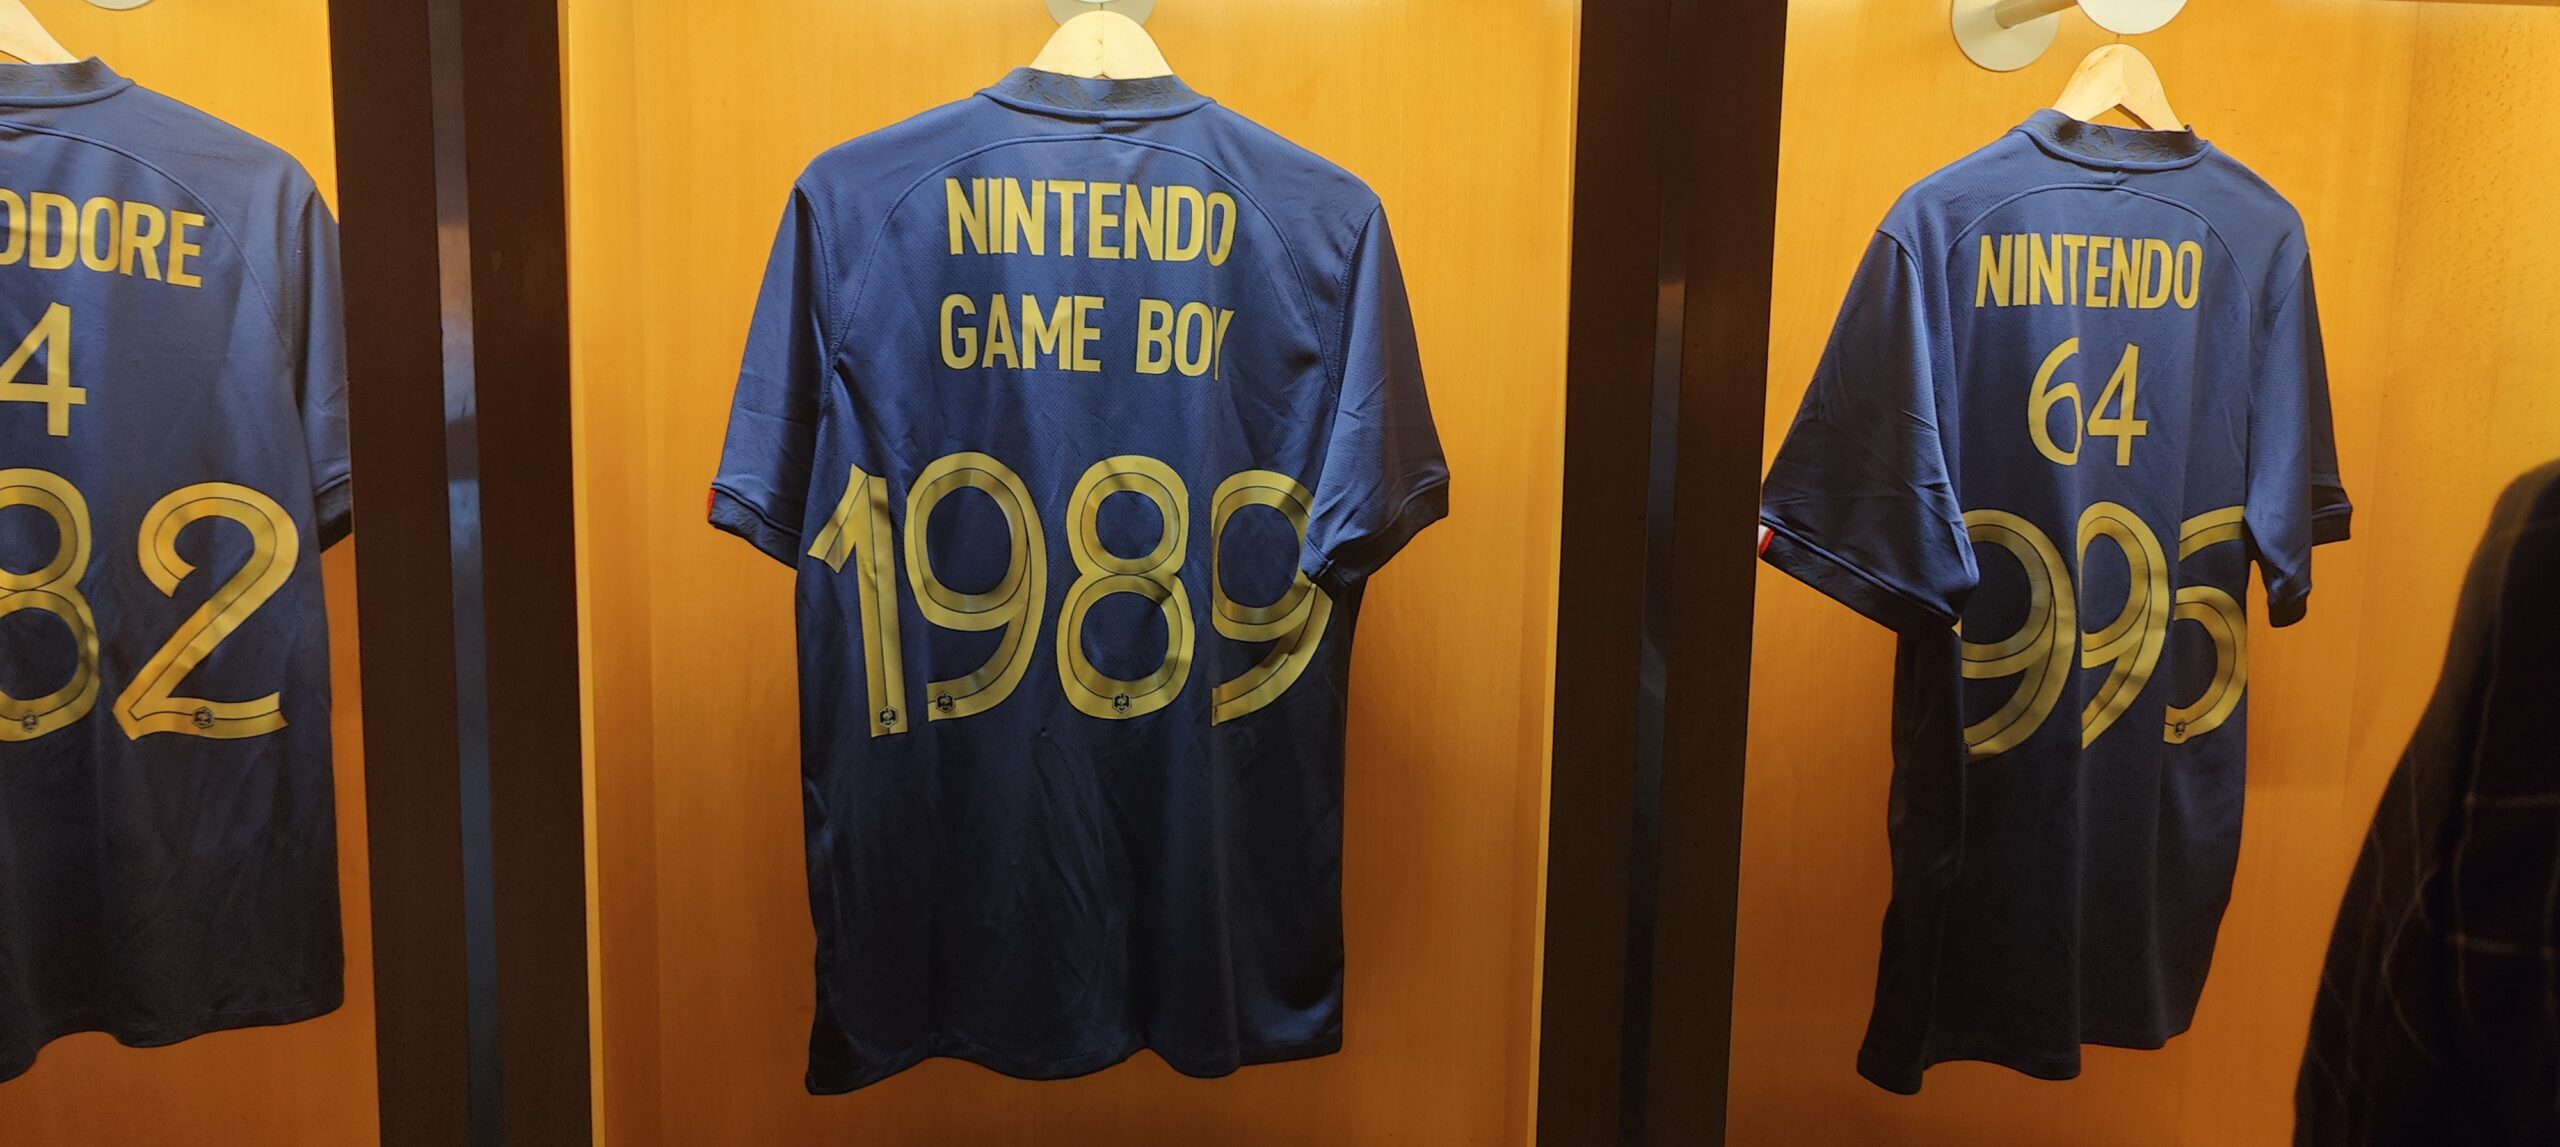 ODORE
4
82
NINTENDO
GAME BOY
1989
NINTENDO
64
996